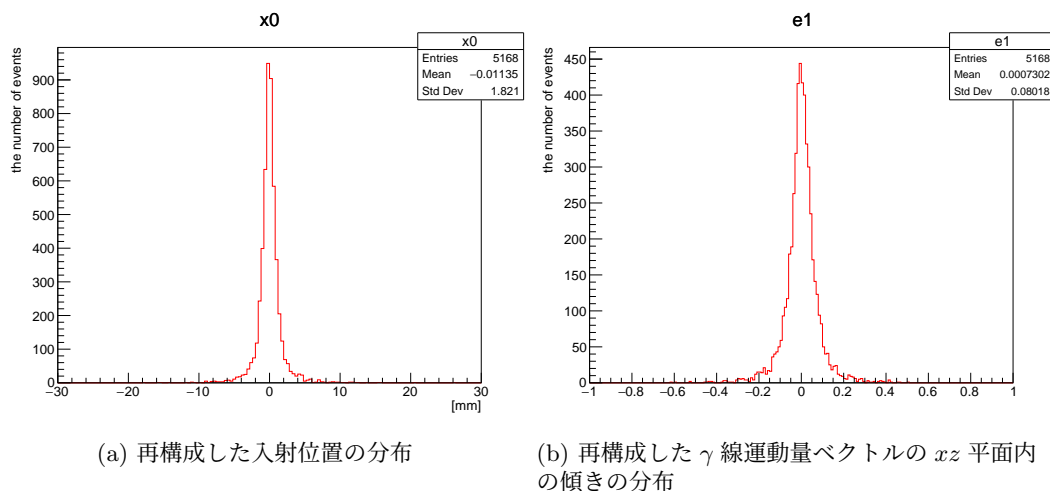 x0
the number of events
x0
Entries 5168
Mean −0.01135
Std Dev 1.821
900
800
700
600
500
400
300
200
100
0
−30 −20 −10 0 10 20 30
[mm]
(a) 再構成した入射位置の分布
e1
the number of events
e1
Entries 5168
Mean 0.0007302
Std Dev 0.08018
450
400
350
300
250
200
150
100
50
0
−1 −0.8 −0.6 −0.4 −0.2 0 0.2 0.4 0.6 0.8 1
(b) 再構成した γ 線運動量ベクトルの xz 平面内
の傾きの分布